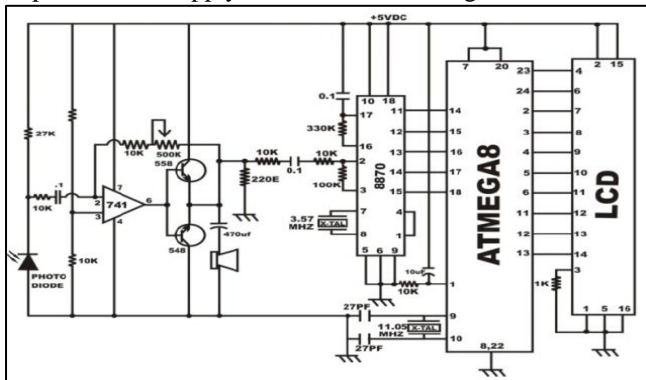 +5VDC
27K
10K
.1
10K
2
3
741
7
4
6
10K
500K
558
548
470uf
PHOTO
DIODE
220E
10K
0.1
10K
100K
0.1
330K
10
18
17
16
2
3
7
8
5
6
9
11
12
13
14
15
4
1
8870
3.57
MHZ
X-TAL
10uf
10K
27PF
27PF
11.05
MHZ
X-TAL
7
20
14
15
16
17
18
1
9
10
8,22
ATMEGA8
23
24
2
3
4
5
6
11
12
13
2
15
4
6
7
8
9
10
11
12
13
14
3
1K
1
5
16
LCD